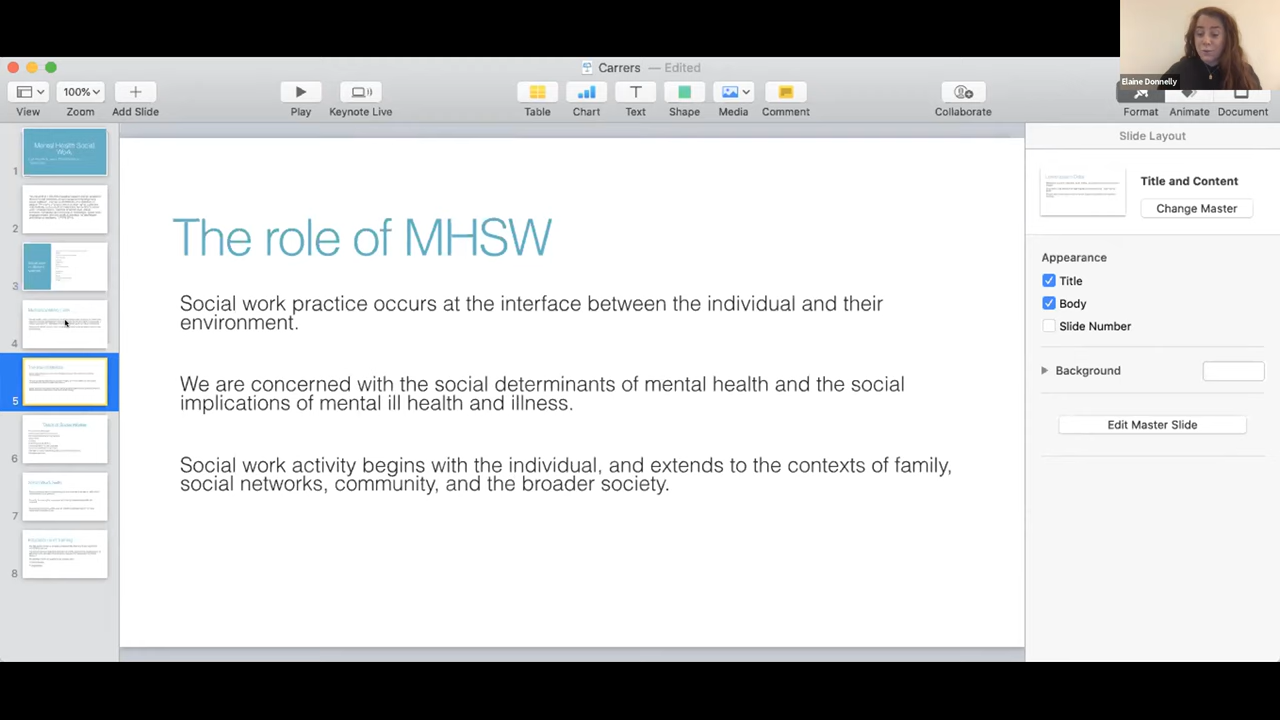 Elaine Donnelly
Carrers — Edited
100%
View
Zoom
Add Slide
Play
Keynote Live
Table
Chart
Text
Shape
Media
Comment
Collaborate
Format
Animate
Document
Slide Layout
Title and Content
Change Master
Appearance
Title
Body
Slide Number
Background
Edit Master Slide
1
Mental Health Social
Work
2
3
4
5
6
7
8
The role of MHSW
Social work practice occurs at the interface between the individual and their
environment.
We are concerned with the social determinants of mental health and the social
implications of mental ill health and illness.
Social work activity begins with the individual, and extends to the contexts of family,
social networks, community, and the broader society.